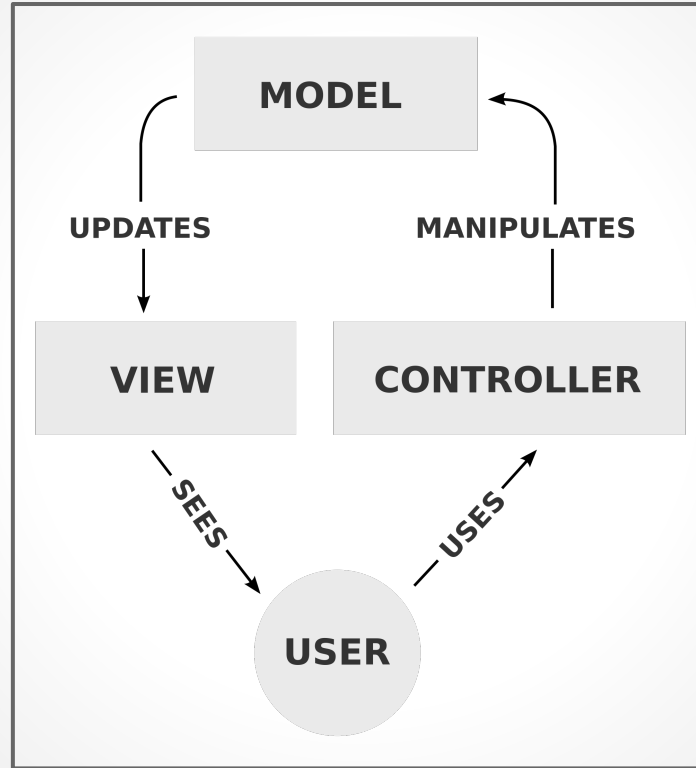 MODEL
UPDATES
MANIPULATES
VIEW
CONTROLLER
SEES
USES
USER